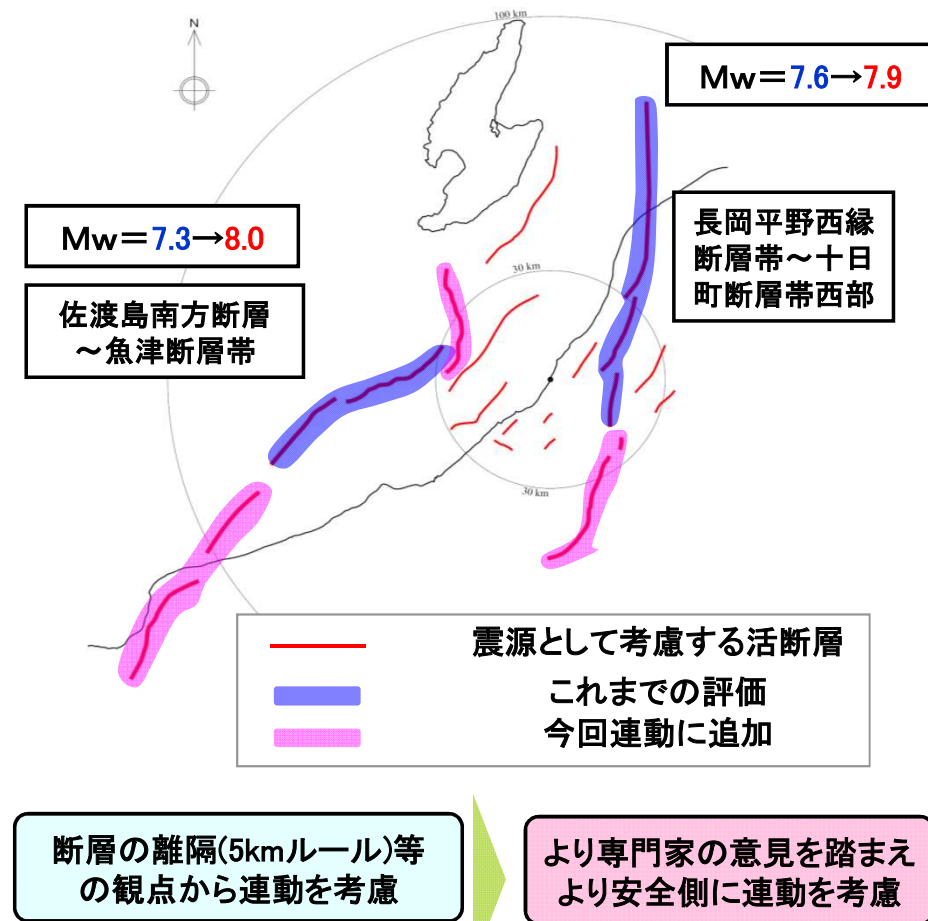 N
100 km
Mw＝7.6→7.9
長岡平野西縁
断層帯～十日
町断層帯西部
Mw＝7.3→8.0
佐渡島南方断層
～魚津断層帯
30 km
30 km
震源として考慮する活断層
これまでの評価
今回連動に追加
断層の離隔(5kmルール)等
の観点から連動を考慮
より専門家の意見を踏まえ
より安全側に連動を考慮